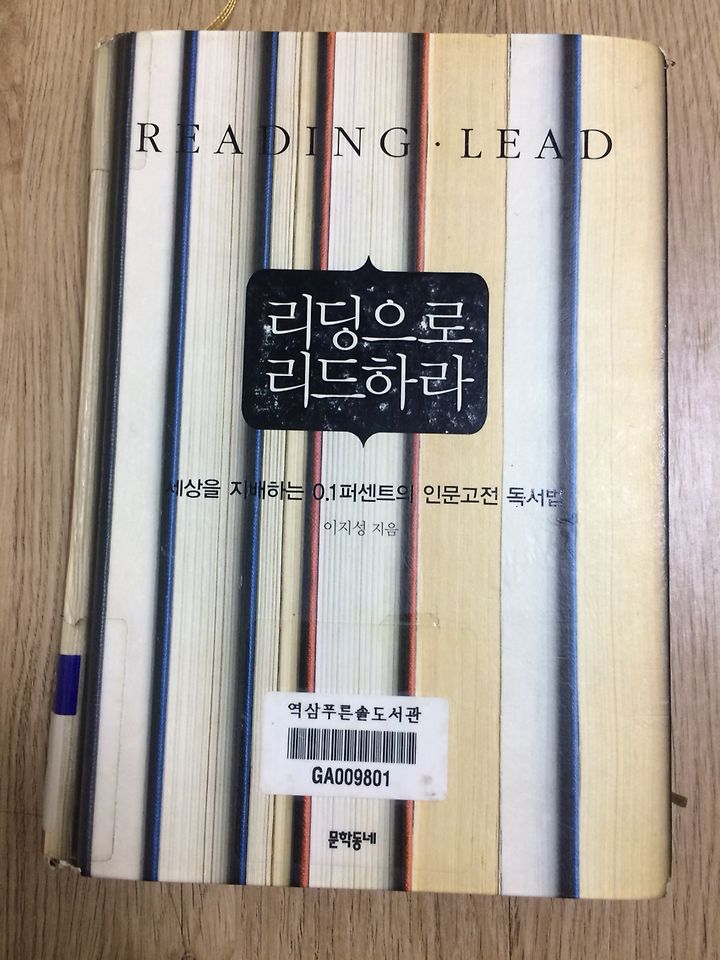 READING · LEAD
리딩으로
리드하라
세상을 지배하는 0.1퍼센트의 인문고전 독서법
이지성 지음
역삼푸른솔도서관
GA009801
문학동네